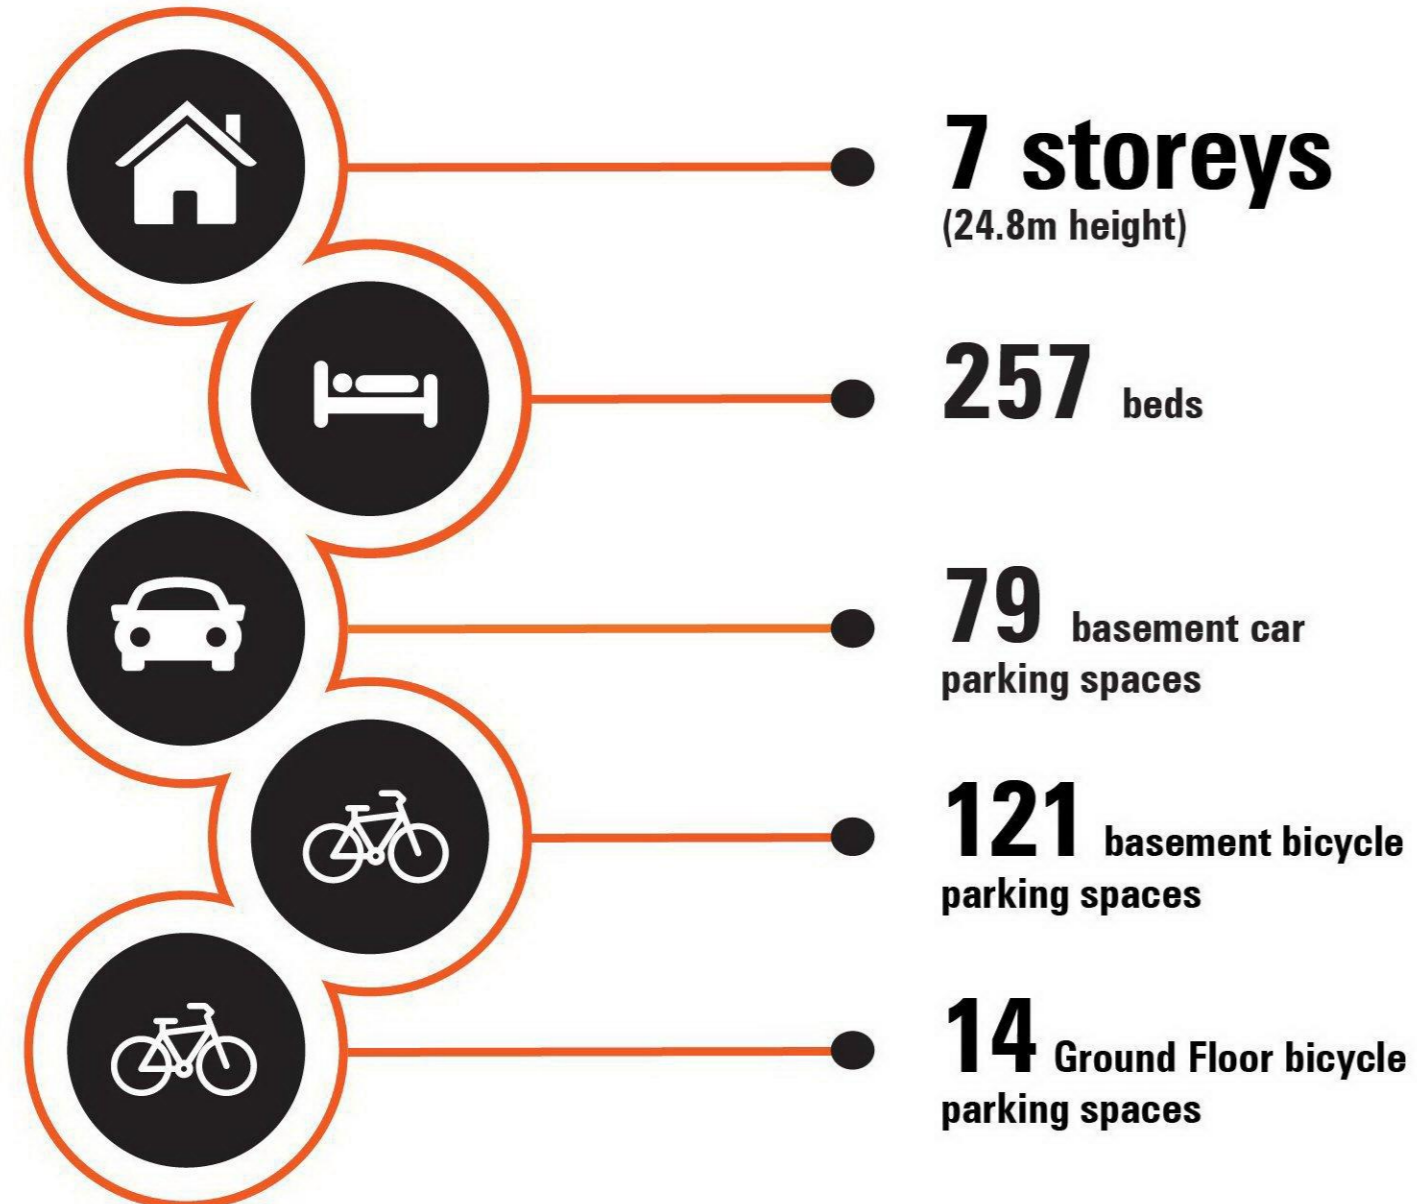 7 storeys
(24.8m height)
257 beds
79 basement car
parking spaces
121 basement bicycle
parking spaces
14 Ground Floor bicycle
parking spaces